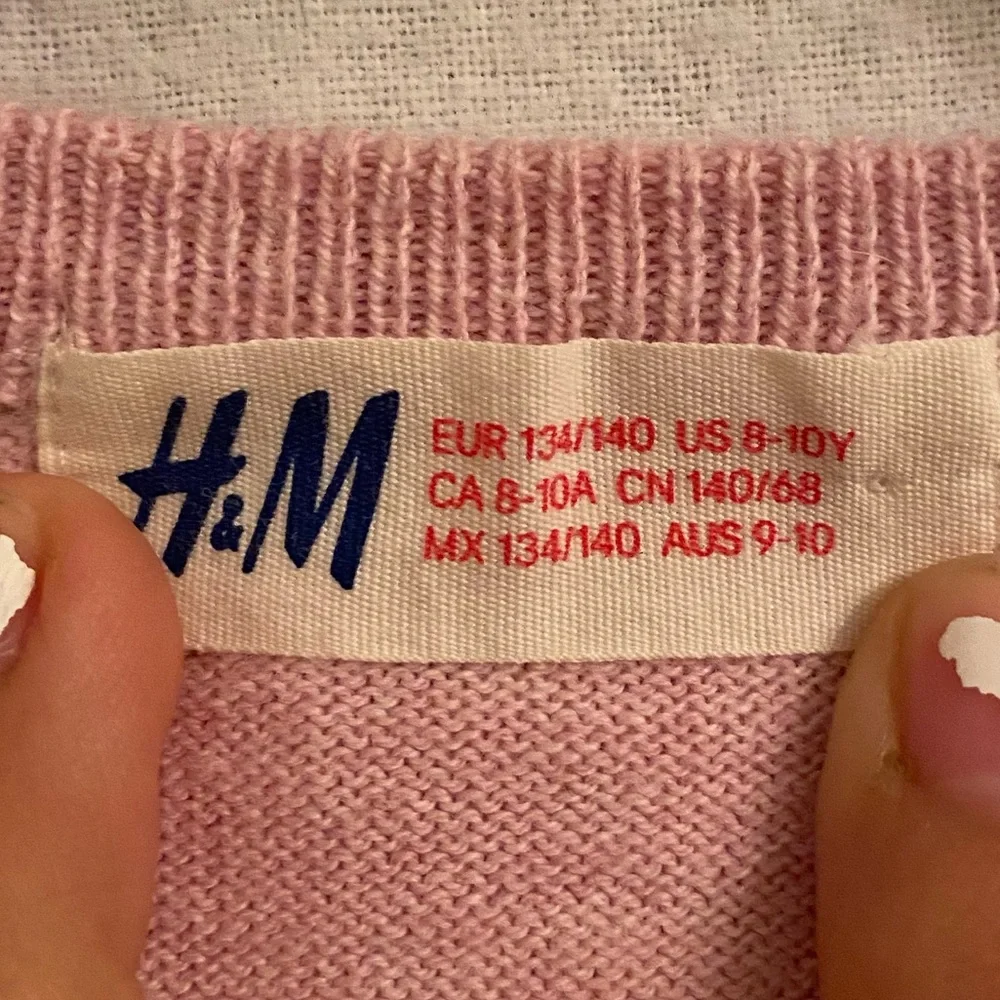 H&M
EUR 134/140 US 8-10Y
CA 8-10A CN 140/68
MX 134/140 AUS 9-10